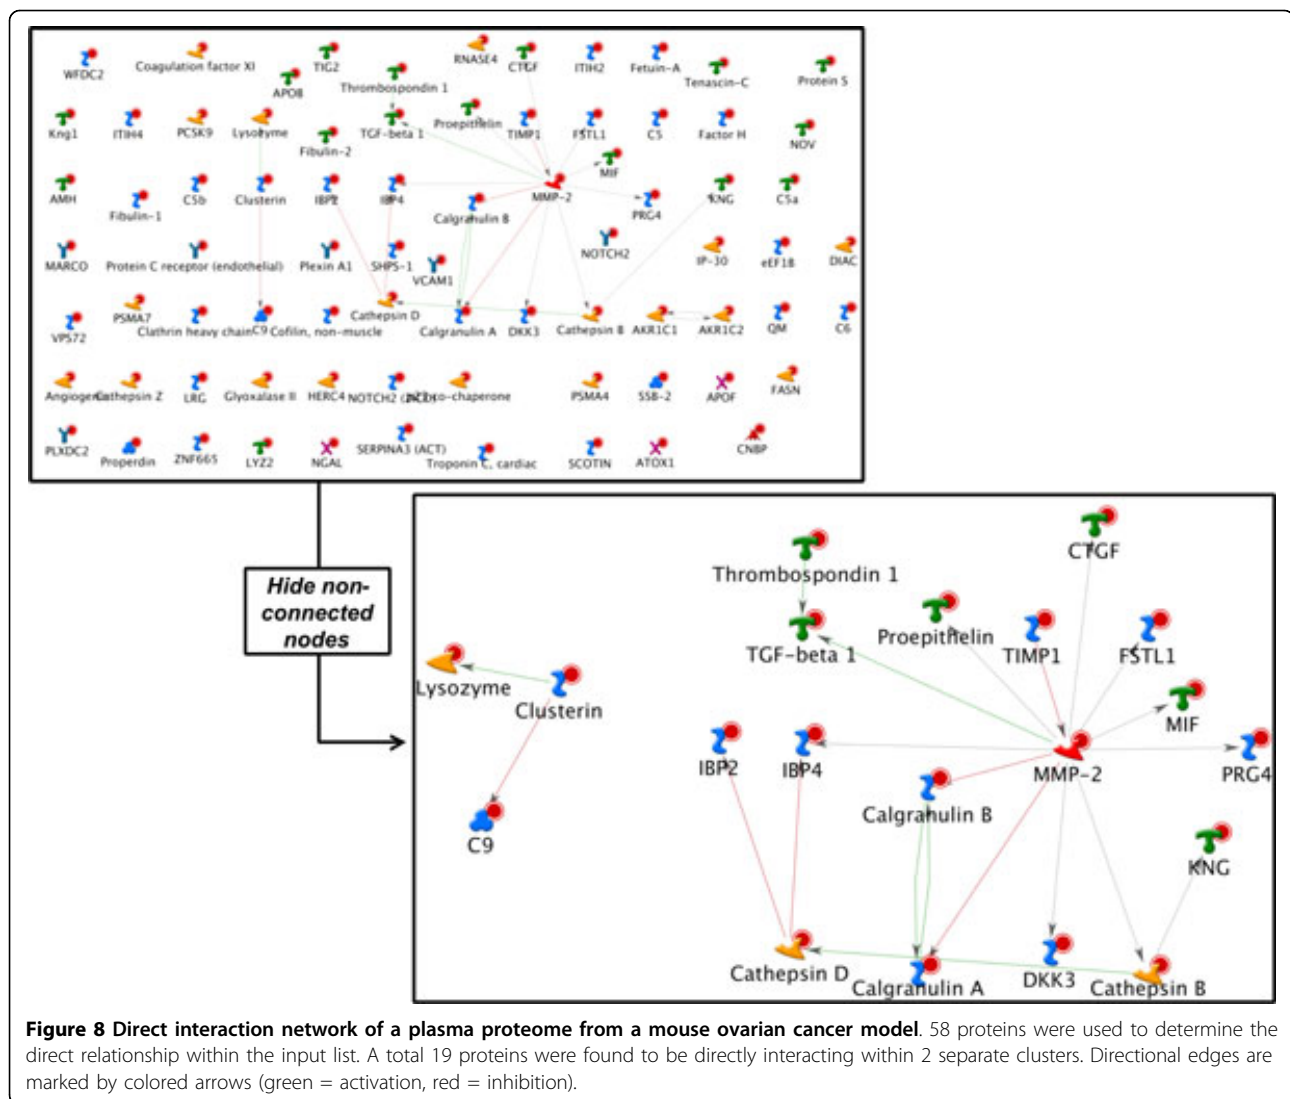 RNASE4
WFDC2
Coagulation factor XI
TIG2
CTGF
ITIH2
Fetuin-A
Tenascin-C
Protein S
APOB
Thrombospondin 1
Kng1
ITIH4
PCSK9
Lysozyme
Fibulin-2
TGF-beta 1
Proepithelin
TIMP1
FSTL1
C5
Factor H
NOV
MIF
AMH
Fibulin-1
C5b
Clusterin
IBP2
IBP4
Calgranulin B
MMP-2
PRG4
KNG
C5a
NOTCH2
MARCO
Protein C receptor (endothelial)
Plexin A1
SHPS-1
VCAM1
IP-30
eEF1B
DIAC
VPS72
PSMA7
Clathrin heavy chain
C9
Cofilin, non-muscle
Cathepsin D
Calgranulin A
DKK3
Cathepsin B
AKR1C1
AKR1C2
QM
C6
Cathepsin Z
LRG
Glyoxalase II
HERC4
NOTCH2
co-chaperone
PSMA4
SSB-2
APOF
FASN
PLXDC2
Properdin
ZNF665
LYZ2
NGAL
SERPINA3 (ACT)
Troponin C, cardiac
SCOTIN
ATOX1
CNBP
Hide non-
connected
nodes
CTGF
Thrombospondin 1
Proepithelin
TGF-beta 1
TIMP1
FSTL1
Lysozyme
Clusterin
MIF
IBP2
IBP4
MMP-2
PRG4
Calgranulin B
C9
KNG
Cathepsin D
Calgranulin A
DKK3
Cathepsin B
Figure 8 Direct interaction network of a plasma proteome from a mouse ovarian cancer model. 58 proteins were used to determine the
direct relationship within the input list. A total 19 proteins were found to be directly interacting within 2 separate clusters. Directional edges are
marked by colored arrows (green = activation, red = inhibition).